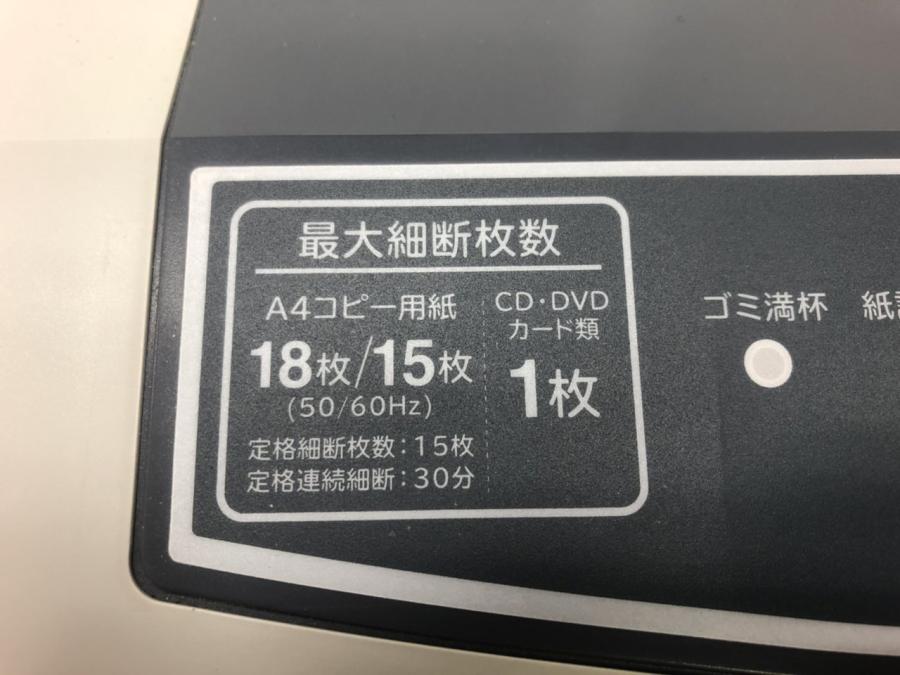 最大細断枚数
A4コピー用紙
18枚/15枚
(50/60Hz)
定格細断枚数：15枚
定格連続細断：30分
CD・DVD
カード類
1枚
ゴミ満杯
紙